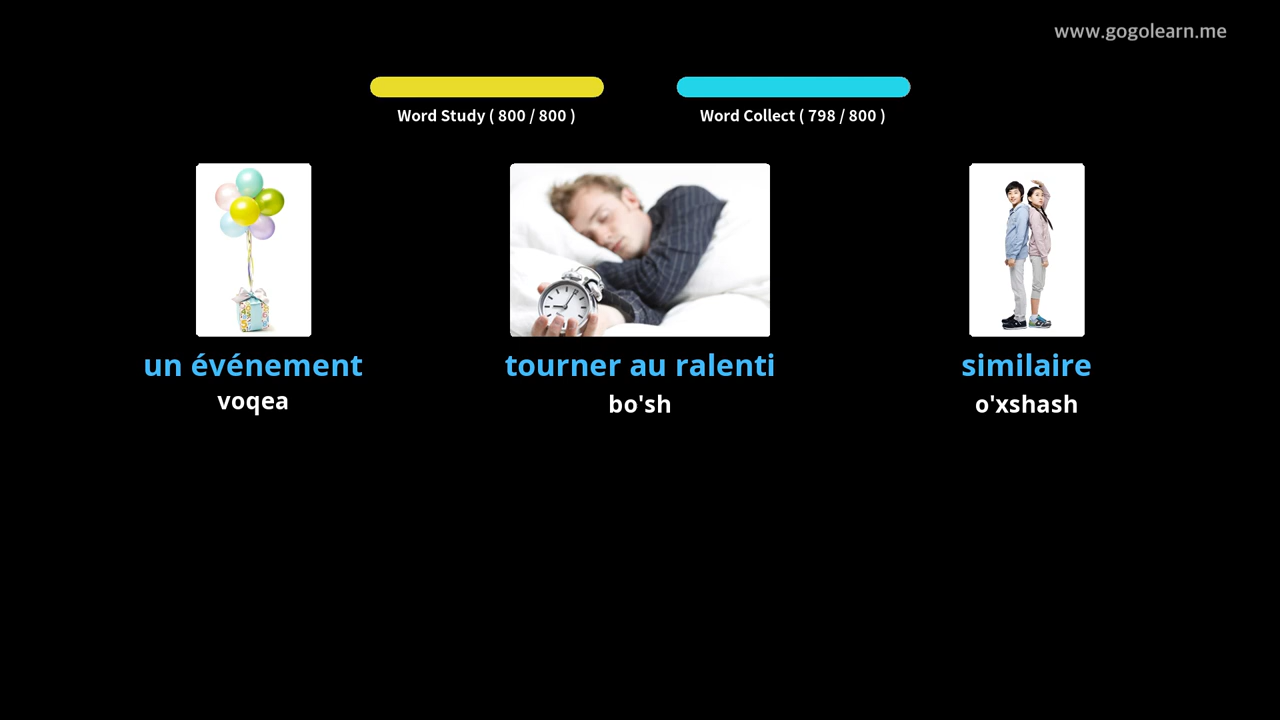 www.gogolearn.me
Word Study ( 800 / 800 )
Word Collect ( 798 / 800 )
un événement
tourner au ralenti
similaire
voqea
bo'sh
o'xshash